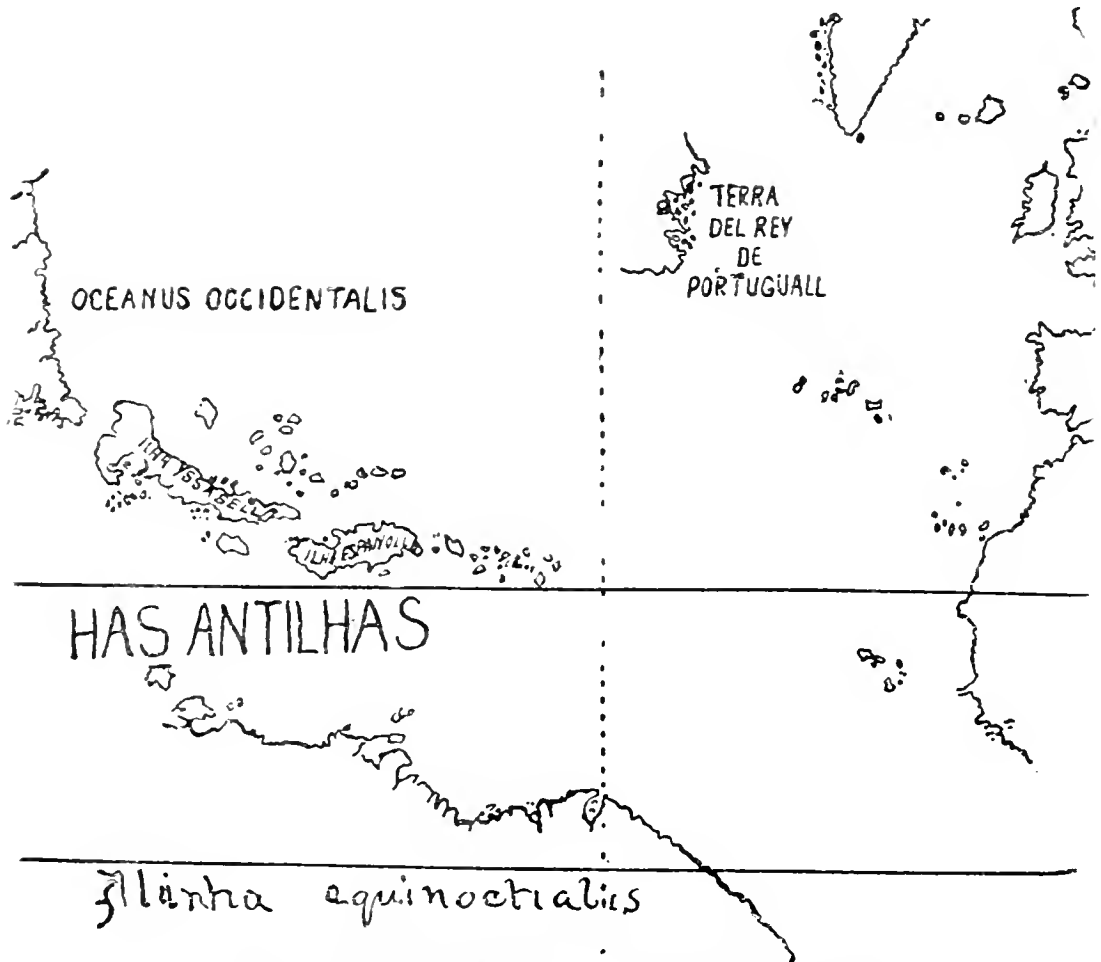 TERRA
DEL REY
DE
PORTUGUALL
OCEANUS OCCIDENTALIS
ILHA YSSABELLA
ILHA ESPANOLLA
HAS ANTILHAS
llinha equinoctialis